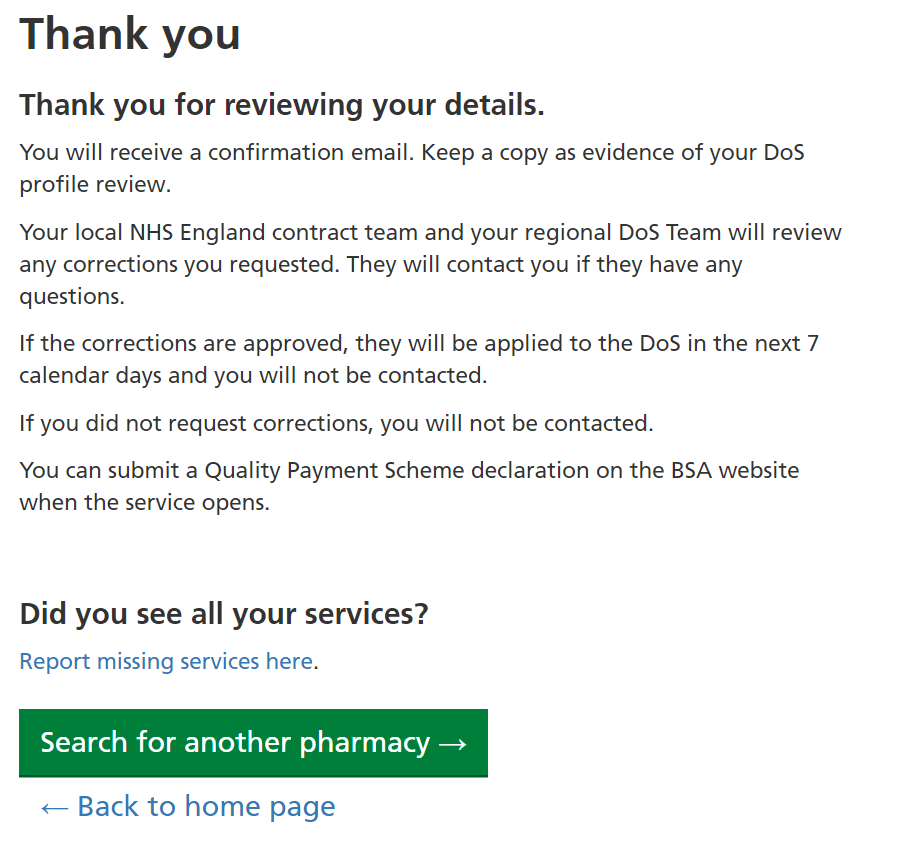 Thank you
Thank you for reviewing your details.
You will receive a confirmation email. Keep a copy as evidence of your DoS
profile review.
Your local NHS England contract team and your regional DoS Team will review
any corrections you requested. They will contact you if they have any
questions.
If the corrections are approved, they will be applied to the DoS in the next 7
calendar days and you will not be contacted.
If you did not request corrections, you will not be contacted.
You can submit a Quality Payment Scheme declaration on the BSA website
when the service opens.
Did you see all your services?
Report missing services here.
Search for another pharmacy →
← Back to home page